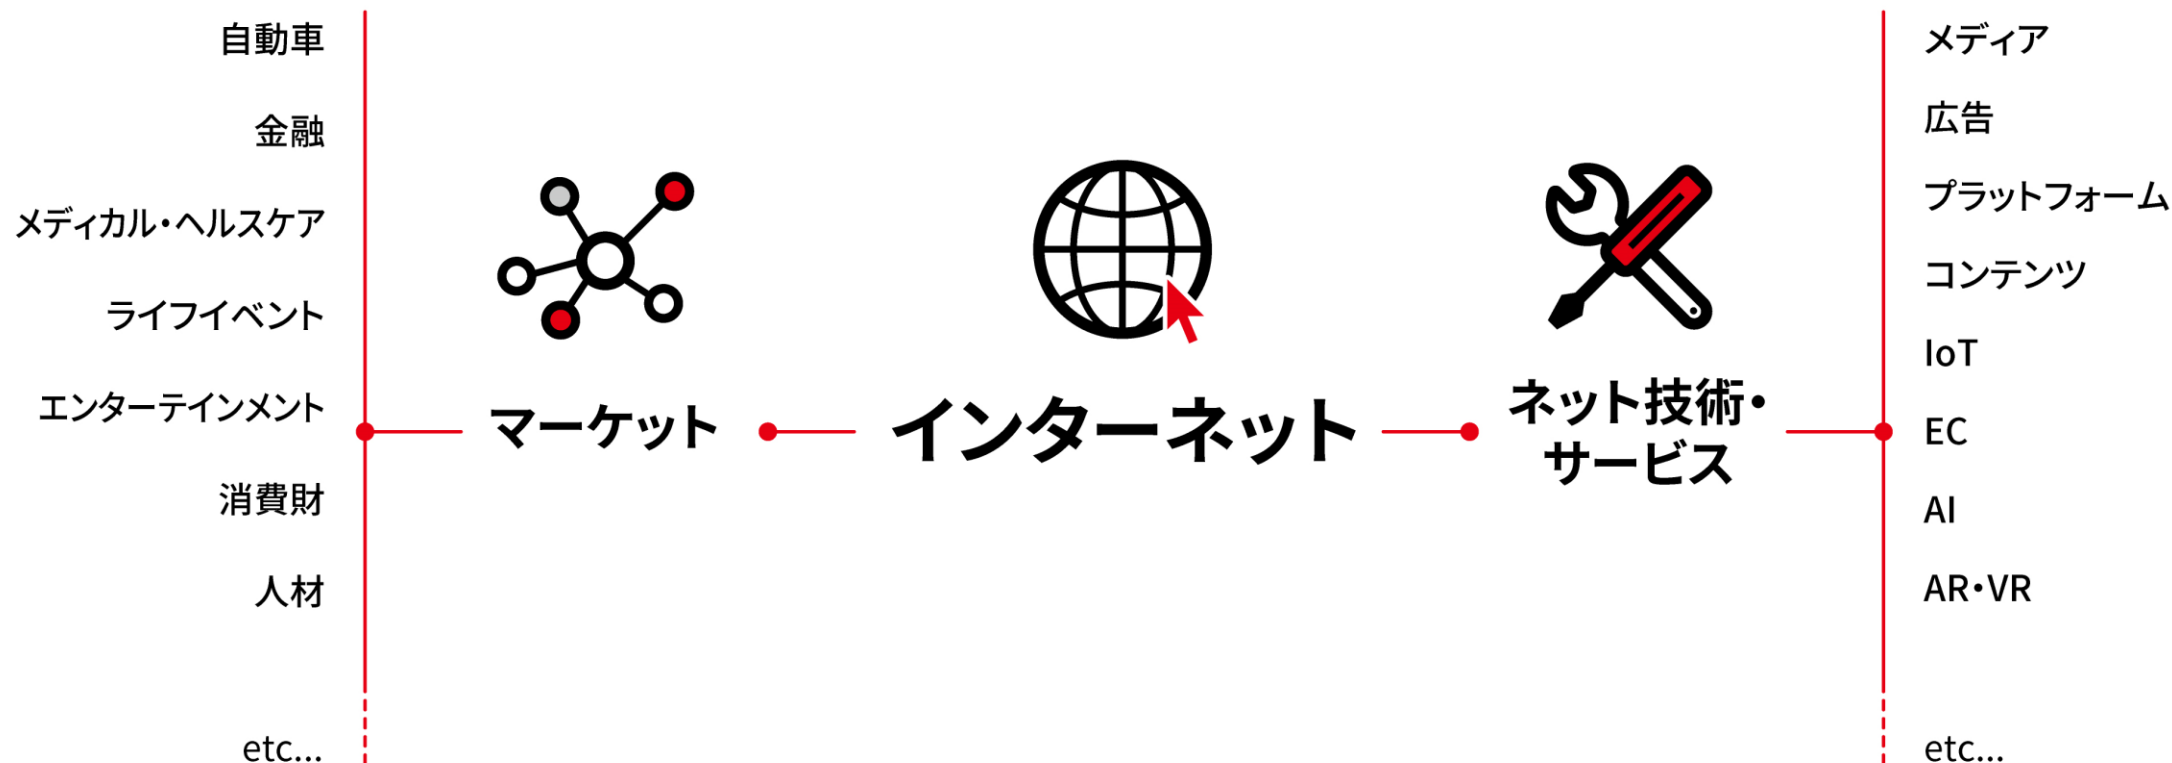 自動車
金融
メディカル・ヘルスケア
ライフイベント
エンターテインメント
消費財
人材
etc...
マーケット
インターネット
ネット技術・
サービス
メディア
広告
プラットフォーム
コンテンツ
IoT
EC
AI
AR・VR
etc...